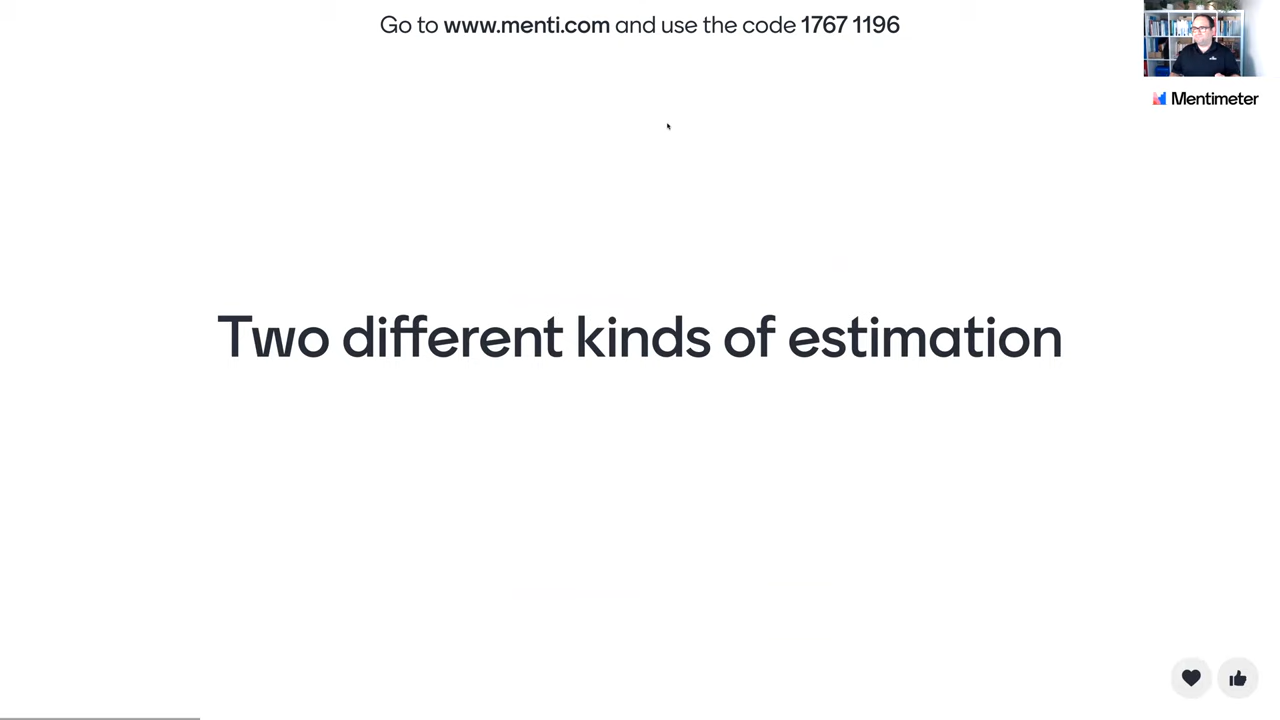 Go to www.menti.com and use the code 1767 1196
Mentimeter
Two different kinds of estimation